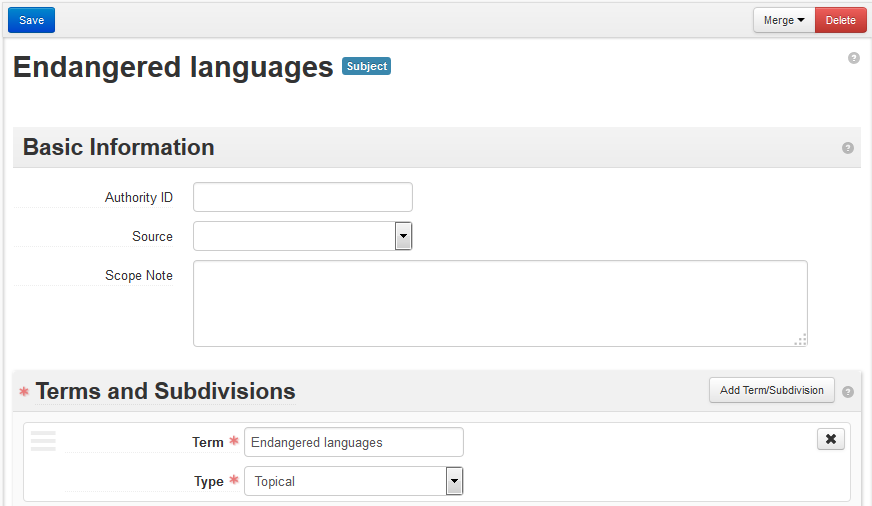 Save Merge Delete
Endangered languages Subject
Basic Information
Authority ID
Source
Scope Note
* Terms and Subdivisions Add Term/Subdivision
Term * Endangered languages
Type * Topical